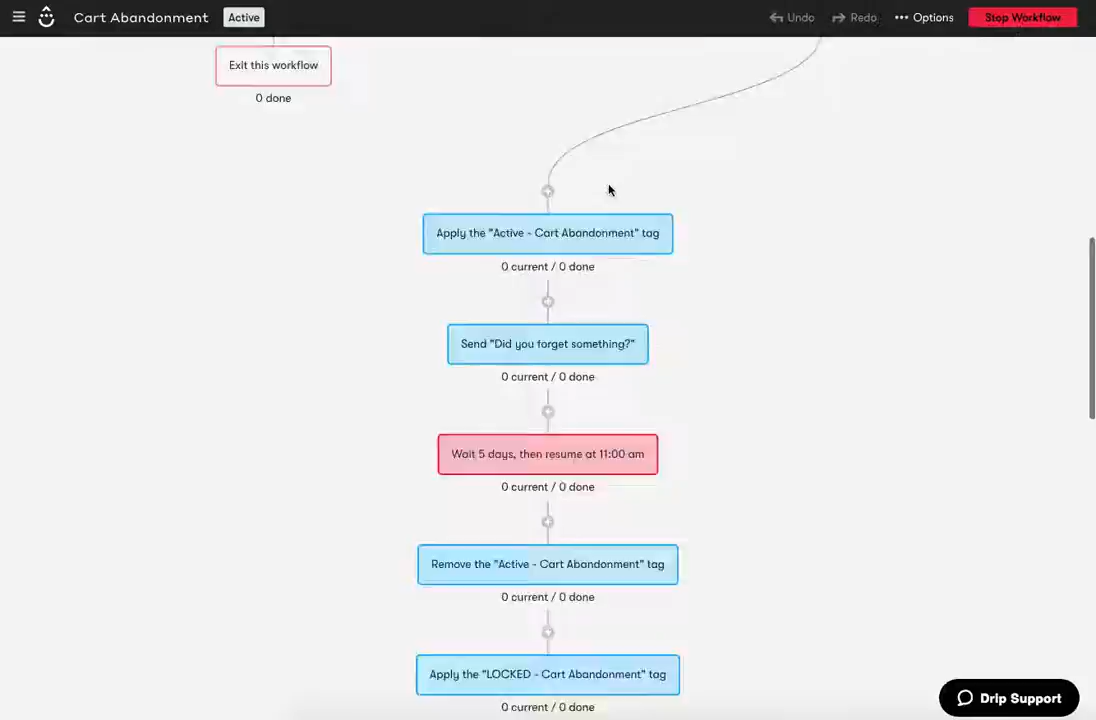 Cart Abandonment
Active
Undo
Redo
Options
Stop Workflow
Exit this workflow
0 done
Apply the "Active - Cart Abandonment" tag
0 current / 0 done
Send "Did you forget something?"
0 current / 0 done
Wait 5 days, then resume at 11:00 am
0 current / 0 done
Remove the "Active - Cart Abandonment" tag
0 current / 0 done
Apply the "LOCKED - Cart Abandonment" tag
0 current / 0 done
Drip Support